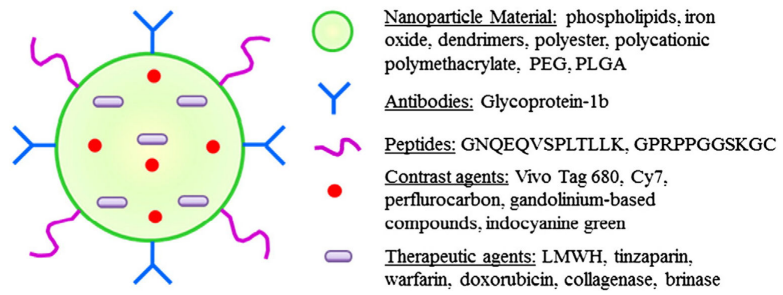 Nanoparticle Material: phospholipids, iron
oxide, dendrimers, polyester, polycationic
polymethacrylate, PEG, PLGA
Antibodies: Glycoprotein-1b
Peptides: GNQEQVSPLTLLK, GPRPPGGSKGC
Contrast agents: Vivo Tag 680, Cy7,
perflurocarbon, gandolinium-based
compounds, indocyanine green
Therapeutic agents: LMWH, tinzaparin,
warfarin, doxorubicin, collagenase, brinase